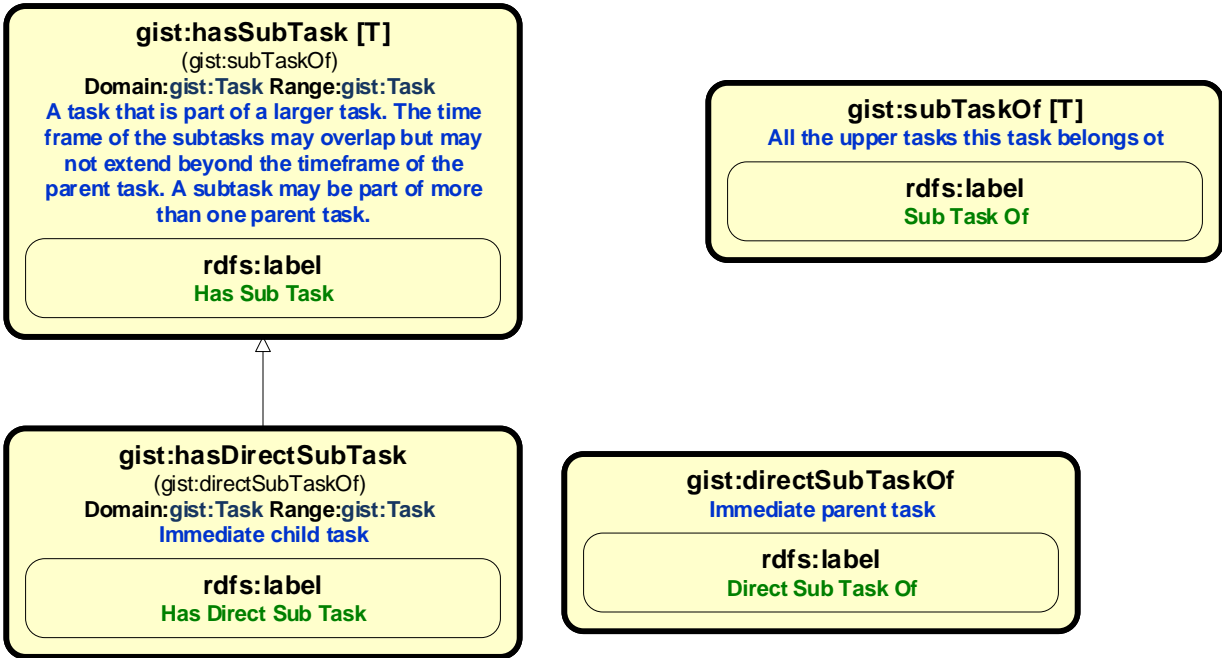 gist:hasSubTask [T]
(gist:subTaskOf)
Domain:gist:Task Range:gist:Task
A task that is part of a larger task. The time
frame of the subtasks may overlap but may
not extend beyond the timeframe of the
parent task. A subtask may be part of more
than one parent task.
rdfs:label
Has Sub Task
gist:subTaskOf [T]
All the upper tasks this task belongs ot
rdfs:label
Sub Task Of
gist:hasDirectSubTask
(gist:directSubTaskOf)
Domain:gist:Task Range:gist:Task
Immediate child task
rdfs:label
Has Direct Sub Task
gist:directSubTaskOf
Immediate parent task
rdfs:label
Direct Sub Task Of